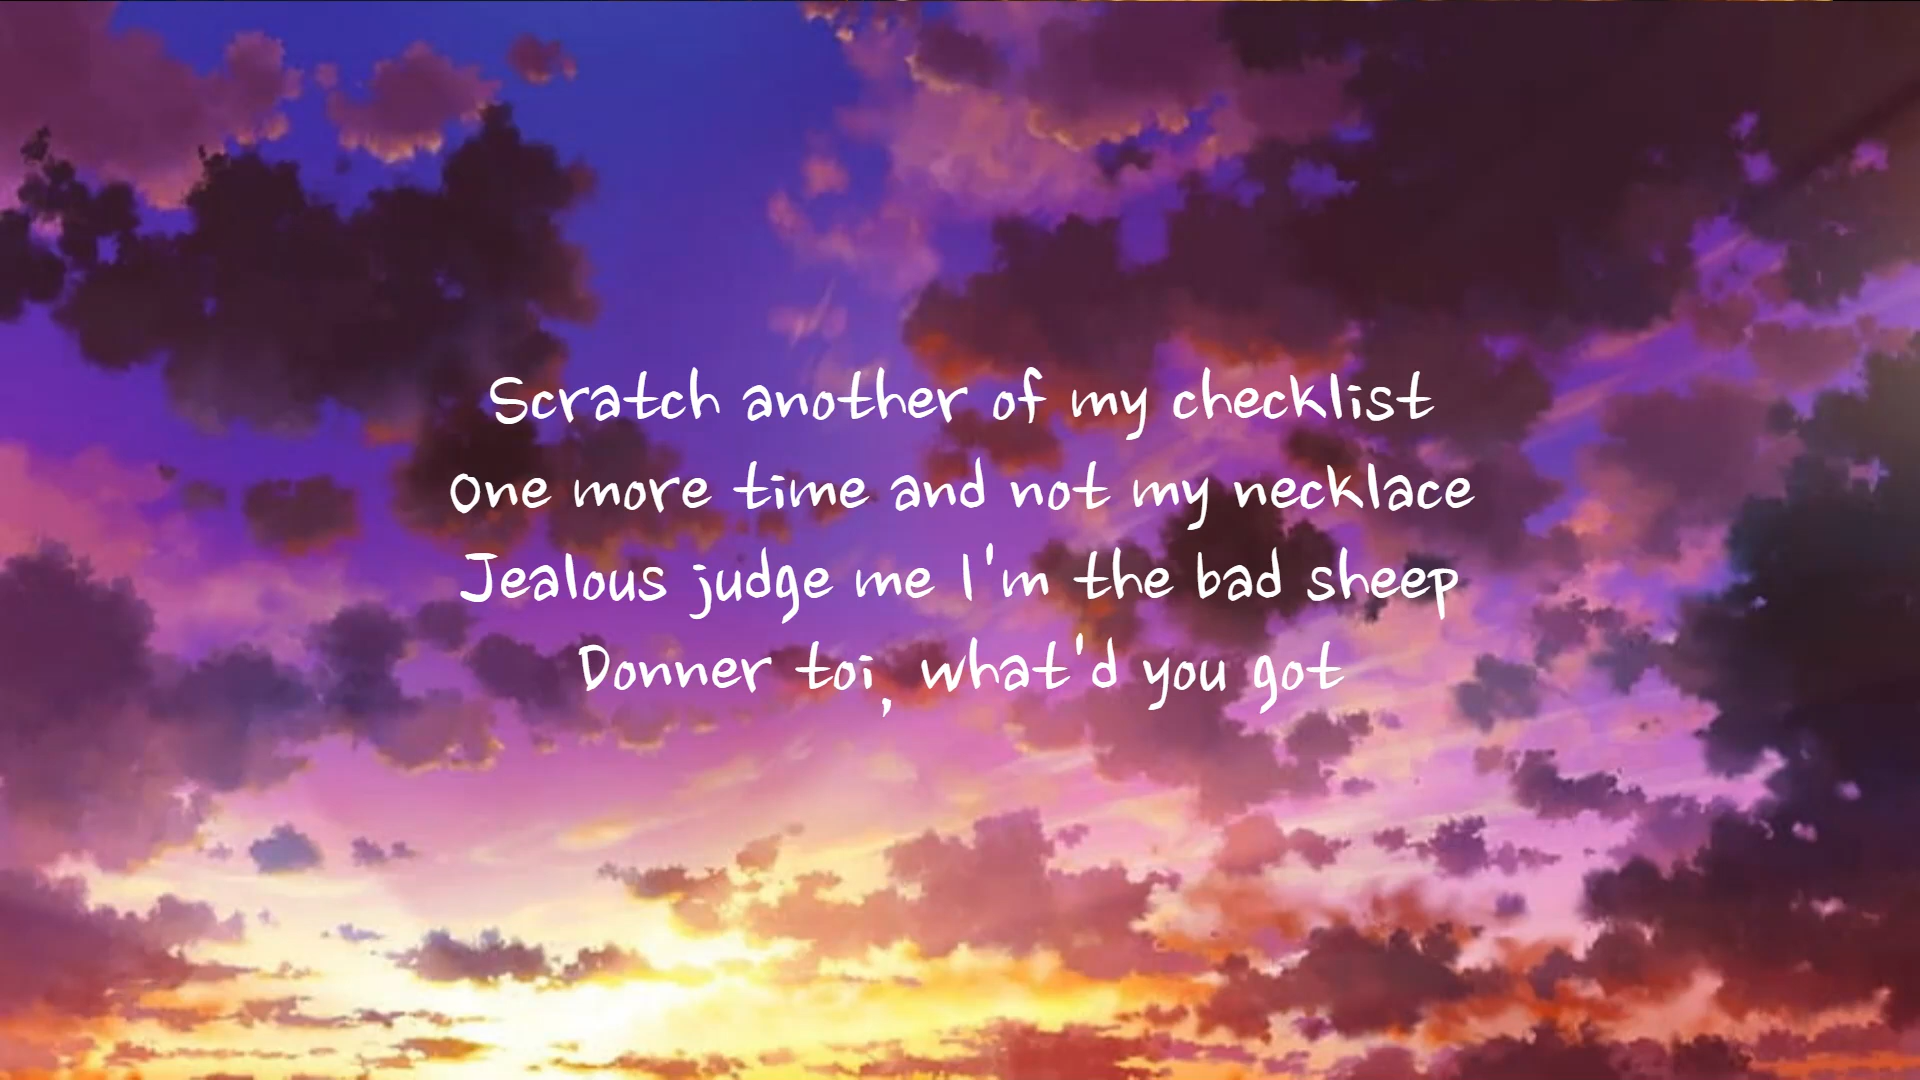 Scratch another of my checklist
One more time and not my necklace
Jealous judge me I'm the bad sheep
Donner toi, what'd you got